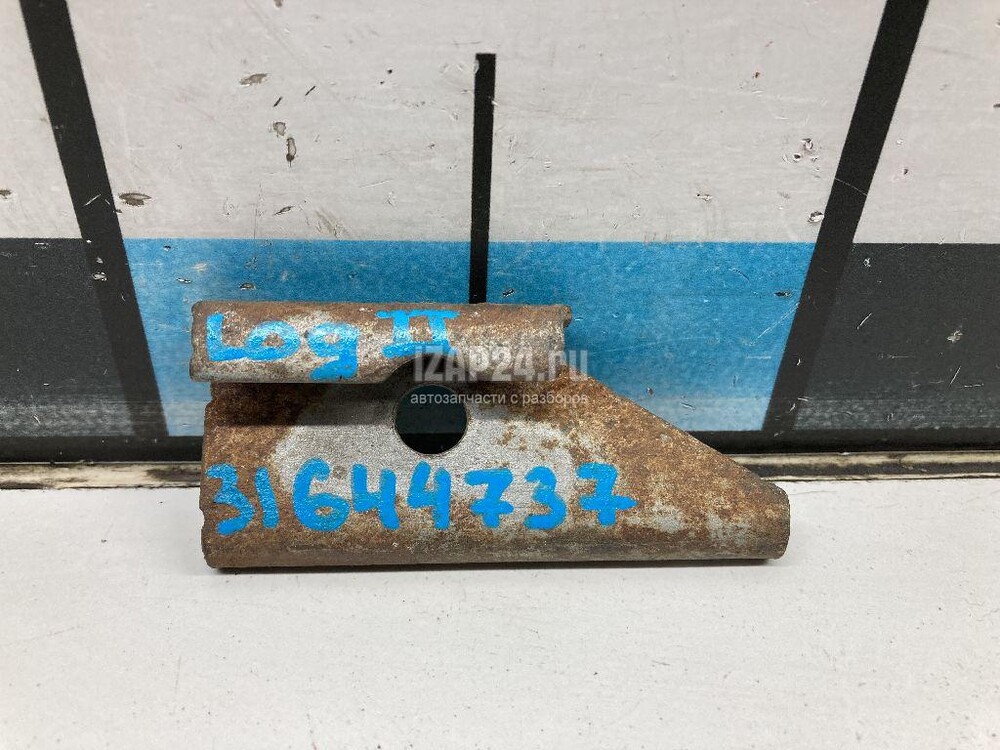 Log II
IZAP24.ru
автозапчасти с разборов
31644737